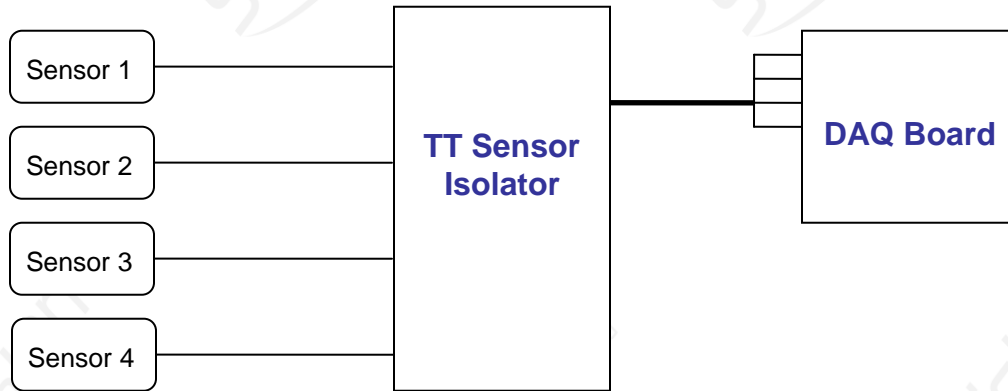 Sensor 1
Sensor 2
Sensor 3
Sensor 4
TT Sensor
Isolator
DAQ Board